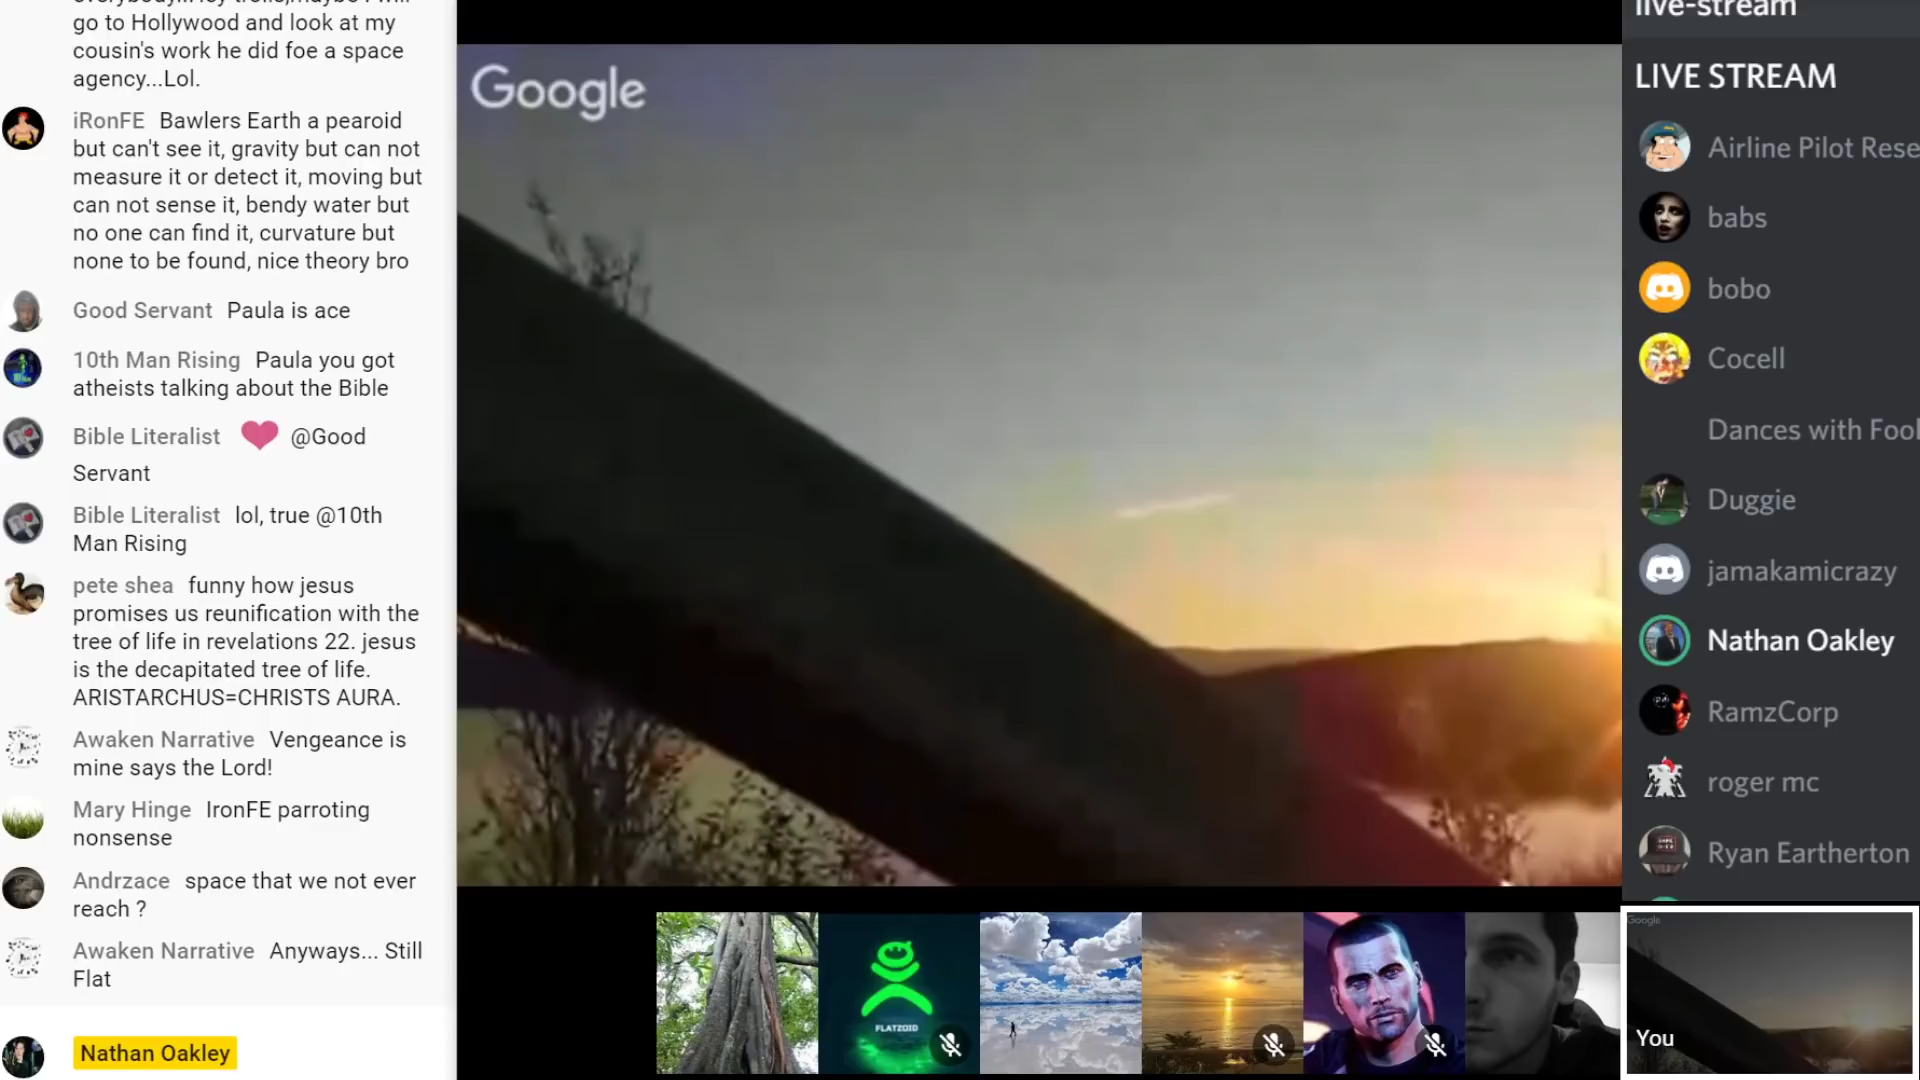 go to Hollywood and look at my
cousin's work he did foe a space
agency...Lol.
iRonFE Bawlers Earth a pearoid
but can't see it, gravity but can not
measure it or detect it, moving but
can not sense it, bendy water but
no one can find it, curvature but
none to be found, nice theory bro
Good Servant Paula is ace
10th Man Rising Paula you got
atheists talking about the Bible
Bible Literalist @Good
Servant
Bible Literalist lol, true @10th
Man Rising
pete shea funny how jesus
promises us reunification with the
tree of life in revelations 22. jesus
is the decapitated tree of life.
ARISTARCHUS=CHRISTS AURA.
Awaken Narrative Vengeance is
mine says the Lord!
Mary Hinge IronFE parroting
nonsense
Andrzace space that we not ever
reach ?
Awaken Narrative Anyways... Still
Flat
Nathan Oakley
Google
FLATZOID
live-stream
LIVE STREAM
Airline Pilot Rese
babs
bobo
Cocell
Dances with Fool
Duggie
jamakamicrazy
Nathan Oakley
RamzCorp
roger mc
Ryan Eartherton
Google
You